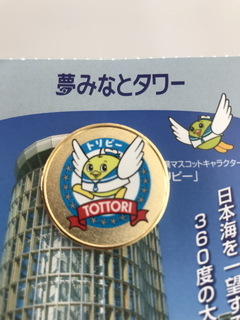 夢みなとタワー
トリピー
TOTTORI
マスコットキャラクター
ピー」
日本海を一望す
360度の大